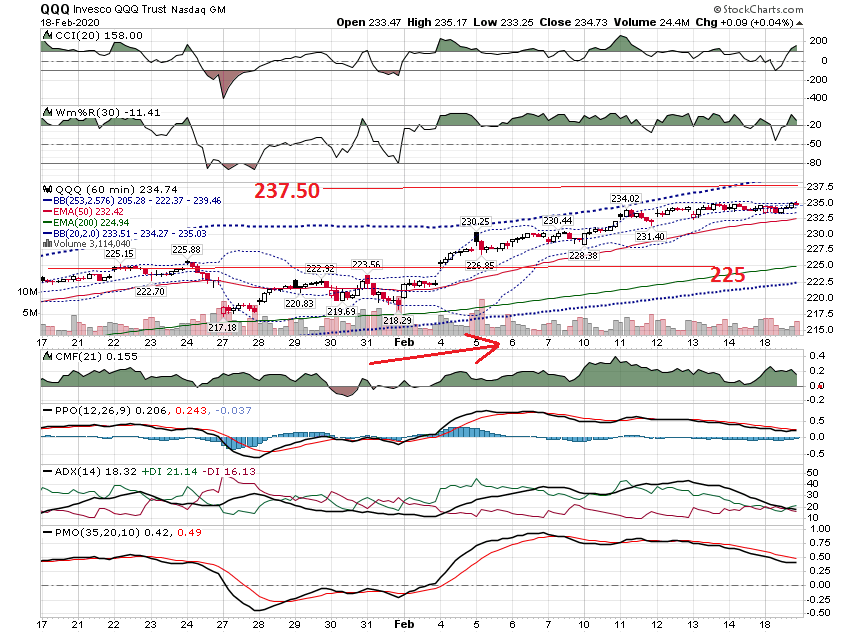 QQQ Invesco QQQ Trust Nasdaq GM
© StockCharts.com
18-Feb-2020
Open 233.47 High 235.17 Low 233.25 Close 234.73 Volume 24.4M Chg +0.09 (+0.04%)
CCI(20) 158.00
200
0
-200
-400
Wm%R(30) -11.41
-20
-50
-80
QQQ (60 min) 234.74
BB(253,2.576) 205.28 - 222.37 - 239.46
EMA(50) 232.42
EMA(200) 224.94
BB(20,2.0) 233.51 - 234.27 - 235.03
Volume 3,114,040
237.50
225
225.15
222.70
225.88
217.18
220.83
222.92
219.69
223.56
218.29
230.25
226.85
230.44
228.38
234.02
231.40
237.5
235.0
232.5
230.0
227.5
225.0
222.5
220.0
217.5
215.0
10M
5M
17 21 22 23 24 27 28 29 30 31 Feb 4 5 6 7 10 11 12 13 14 18
CMF(21) 0.155
0.4
0.2
0.0
-0.2
PPO(12,26,9) 0.206, 0.243, -0.037
0.5
0.0
-0.5
ADX(14) 18.32 +DI 21.14 -DI 16.13
50
40
30
20
10
PMO(35,20,10) 0.42, 0.49
1.00
0.75
0.50
0.25
0.00
-0.25
-0.50
17 21 22 23 24 27 28 29 30 31 Feb 4 5 6 7 10 11 12 13 14 18